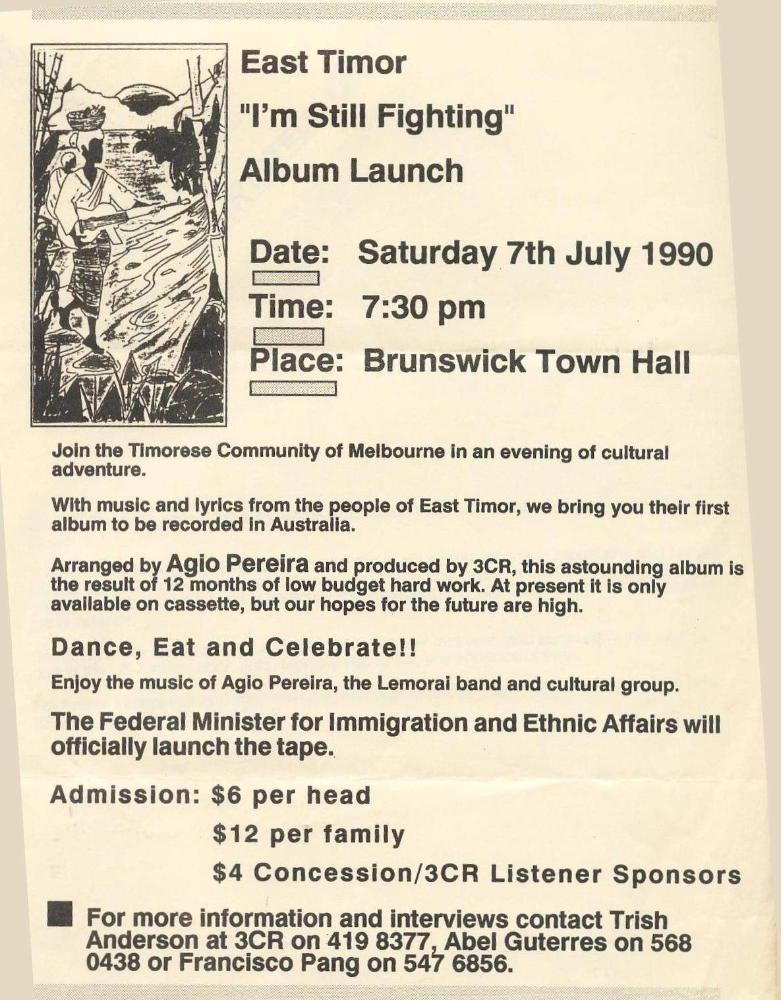 East Timor
"I'm Still Fighting"
Album Launch
Date: Saturday 7th July 1990
Time: 7:30 pm
Place: Brunswick Town Hall
Join the Timorese Community of Melbourne in an evening of cultural
adventure.
With music and lyrics from the people of East Timor, we bring you their first
album to be recorded in Australia.
Arranged by Agio Pereira and produced by 3CR, this astounding album is
the result of 12 months of low budget hard work. At present it is only
available on cassette, but our hopes for the future are high.
Dance, Eat and Celebrate!!
Enjoy the music of Agio Pereira, the Lemorai band and cultural group.
The Federal Minister for Immigration and Ethnic Affairs will
officially launch the tape.
Admission: $6 per head
$12 per family
$4 Concession/3CR Listener Sponsors
For more information and interviews contact Trish
Anderson at 3CR on 419 8377, Abel Guterres on 568
0438 or Francisco Pang on 547 6856.